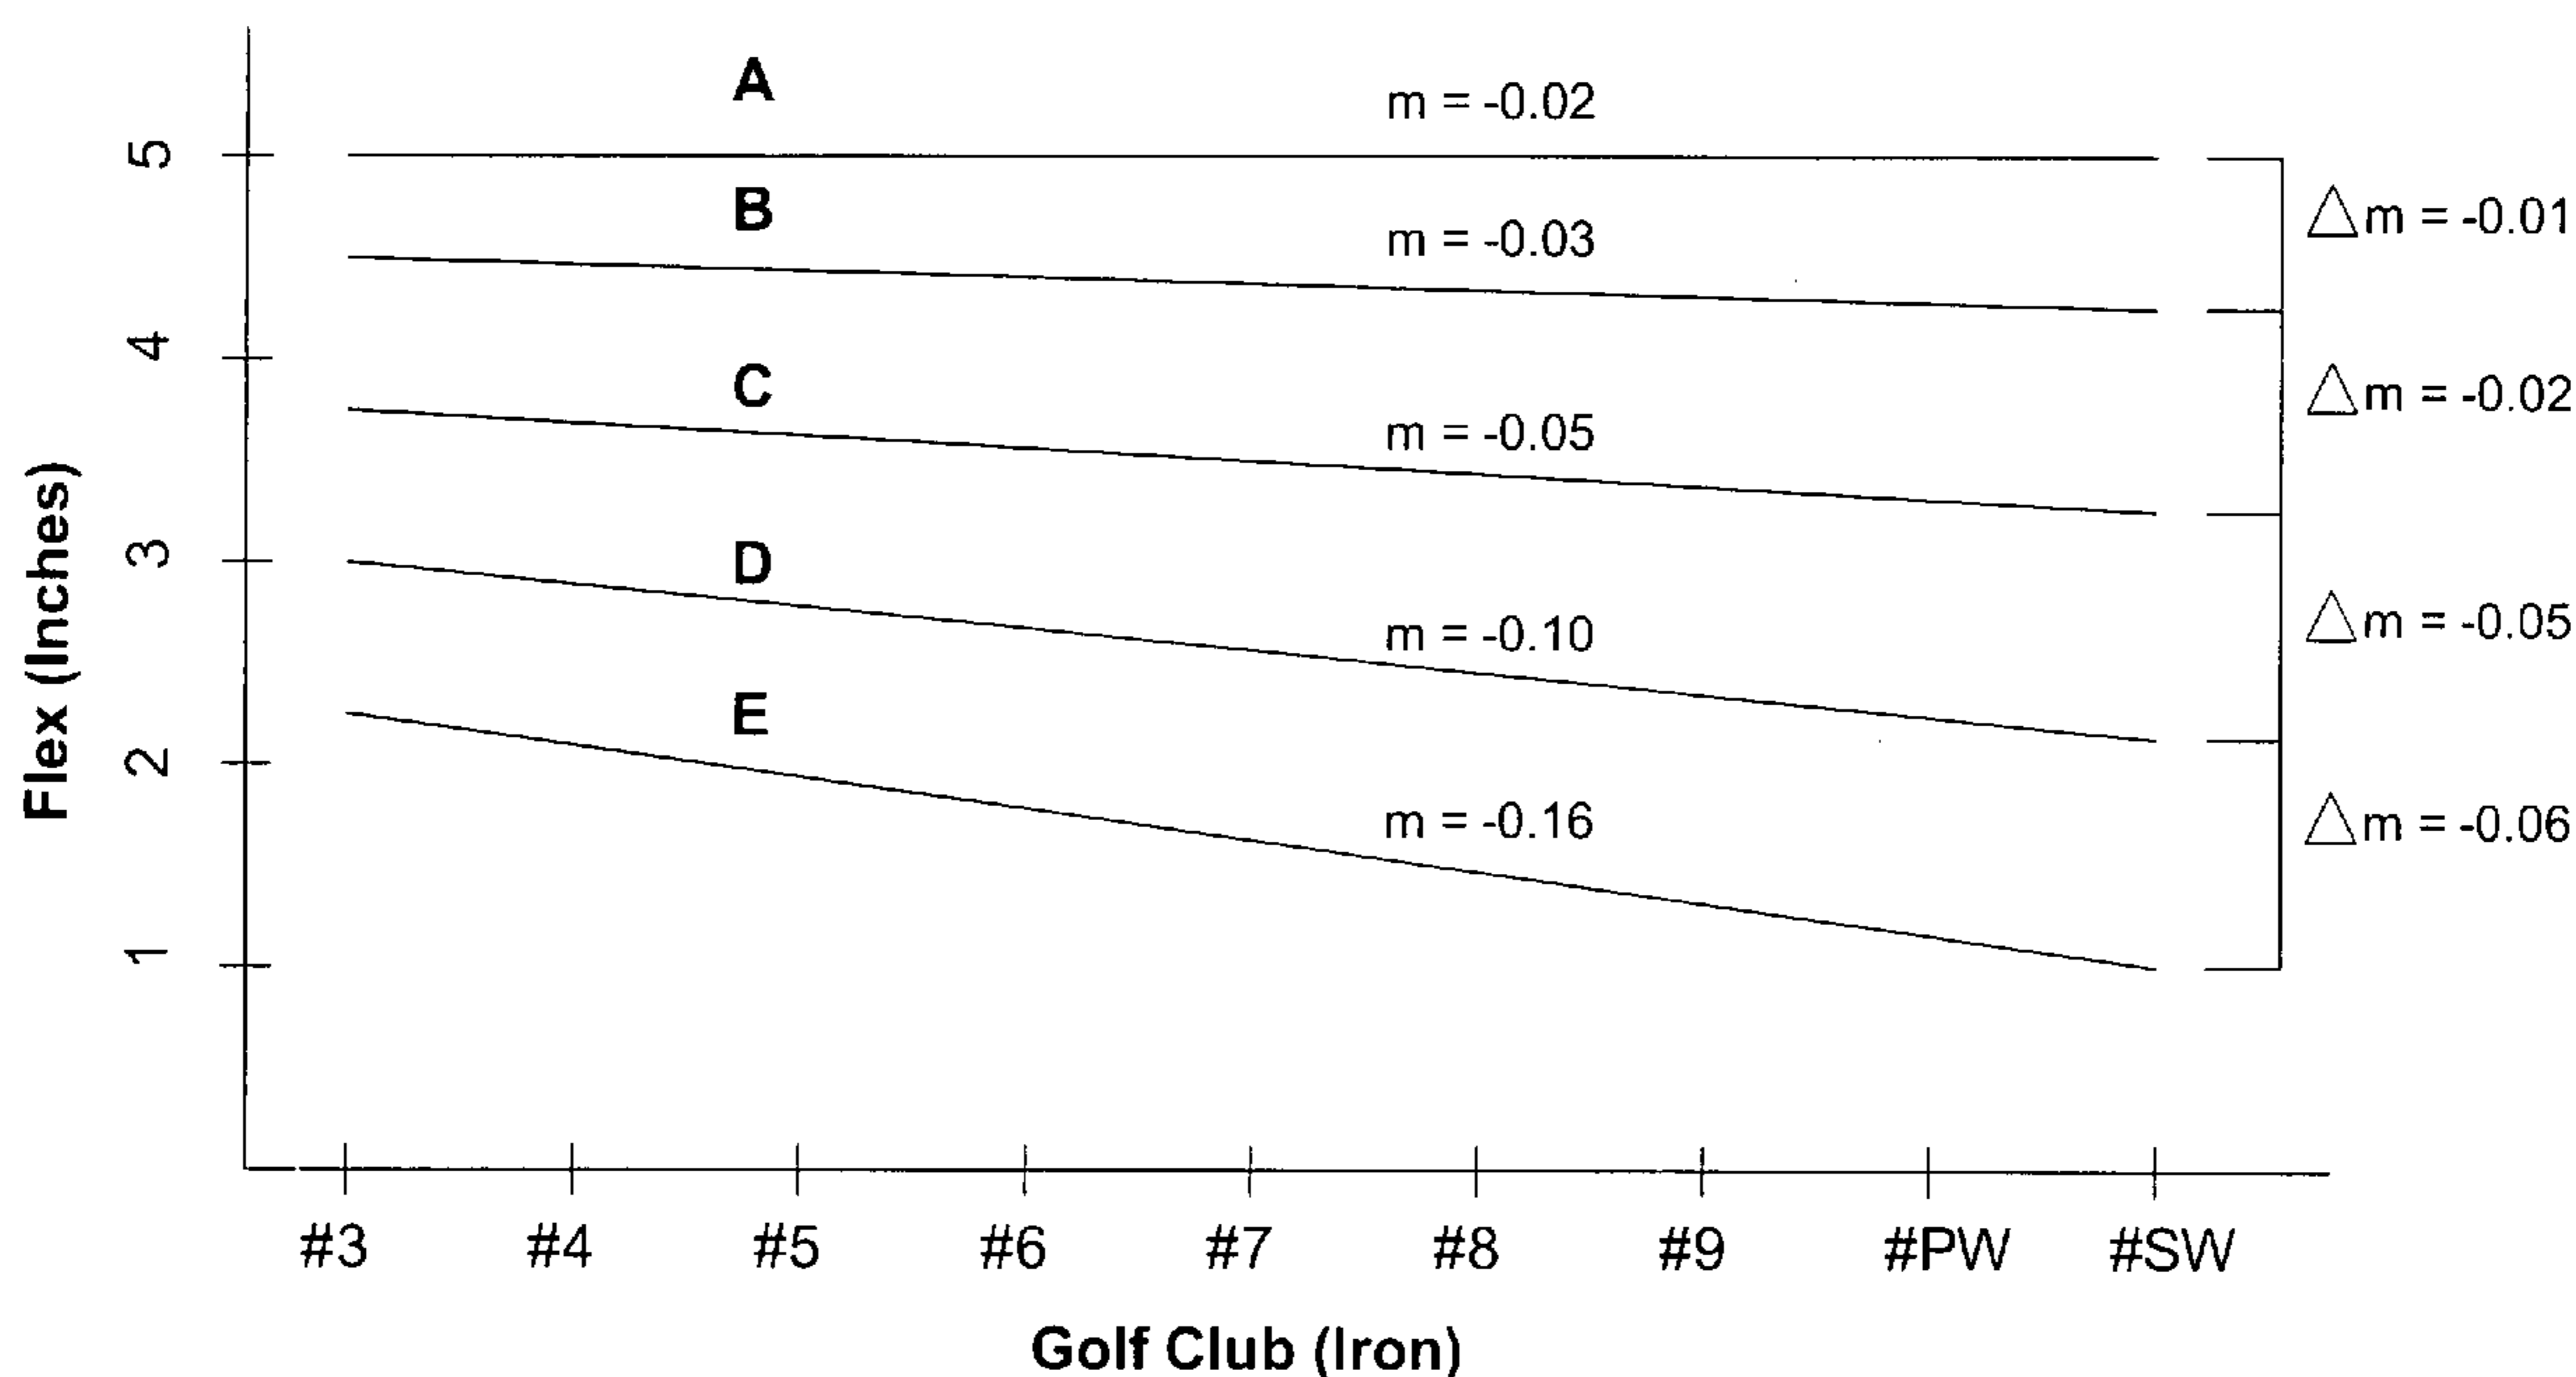 A
m = -0.02
5
B
△m = -0.01
m = -0.03
4
C
△m = -0.02
m = -0.05
Flex (Inches)
3
D
△m = -0.05
m = -0.10
2
E
△m = -0.06
m = -0.16
1
#3 #4 #5 #6 #7 #8 #9 #PW #SW
Golf Club (Iron)